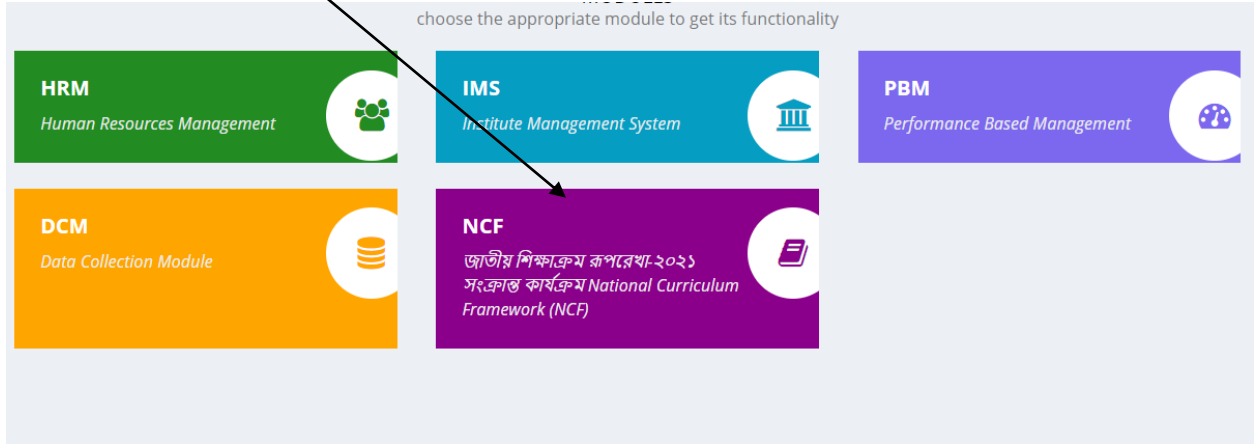 choose the appropriate module to get its functionality
HRM
Human Resources Management
IMS
Institute Management System
PBM
Performance Based Management
DCM
Data Collection Module
NCF
জাতীয় শিক্ষাক্রম রূপরেখা-২০২১
সংক্রান্ত কার্যক্রম National Curriculum
Framework (NCF)